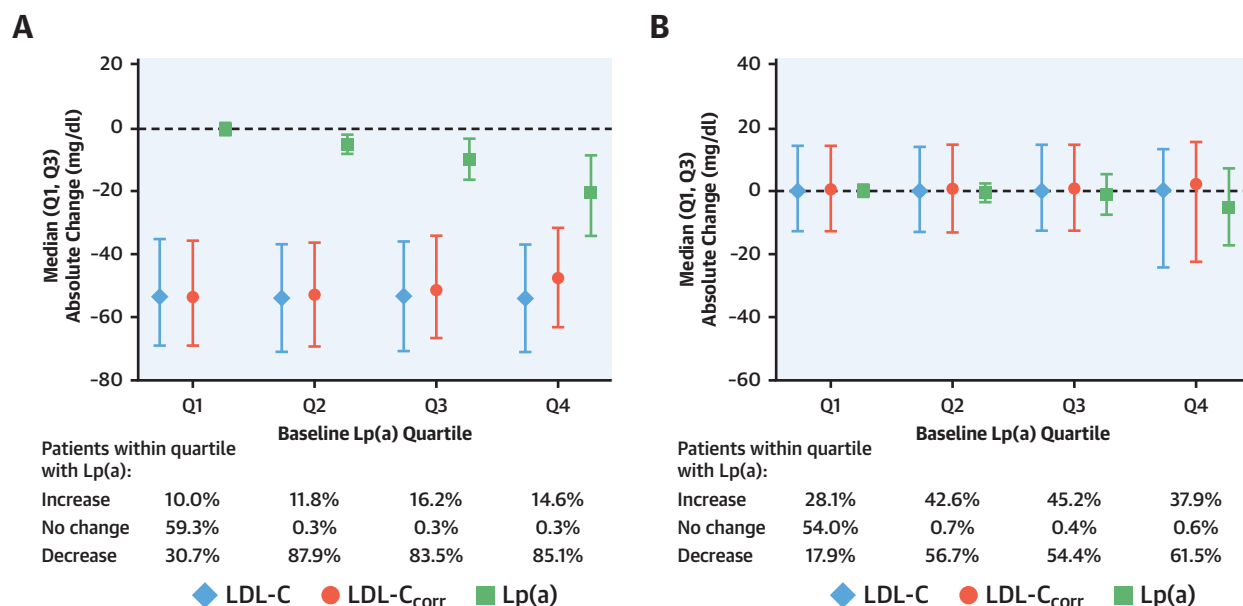 A
Median (Q1, Q3)
Absolute Change (mg/dl)
20
0
-20
-40
-60
-80
Q1 Q2 Q3 Q4
Baseline Lp(a) Quartile
Patients within quartile
with Lp(a):
Increase 10.0% 11.8% 16.2% 14.6%
No change 59.3% 0.3% 0.3% 0.3%
Decrease 30.7% 87.9% 83.5% 85.1%
B
Median (Q1, Q3)
Absolute Change (mg/dl)
40
20
0
-20
-40
-60
Q1 Q2 Q3 Q4
Baseline Lp(a) Quartile
Patients within quartile
with Lp(a):
Increase 28.1% 42.6% 45.2% 37.9%
No change 54.0% 0.7% 0.4% 0.6%
Decrease 17.9% 56.7% 54.4% 61.5%
LDL-C LDL-Ccorr Lp(a) LDL-C LDL-Ccorr Lp(a)